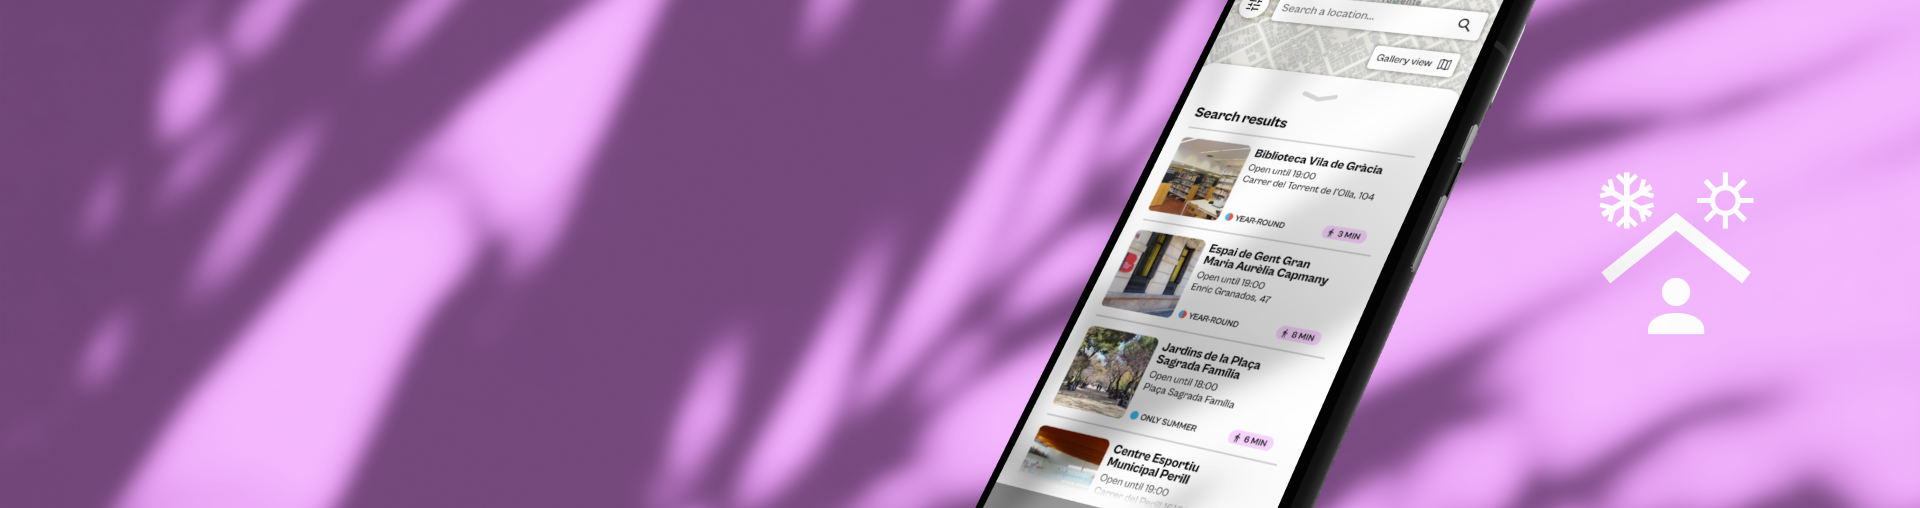 Search a location...
Gallery view
Search results
Biblioteca Vila de Gràcia
Open until 19:00
Carrer del Torrent de l'Olla, 104
YEAR-ROUND
3 MIN
Espai de Gent Gran
Maria Aurèlia Capmany
Open until 19:00
Enric Granados, 47
YEAR-ROUND
8 MIN
Jardins de la Plaça
Sagrada Família
Open until 18:00
Plaça Sagrada Família
ONLY SUMMER
6 MIN
Centre Esportiu
Municipal Perill
Open until 19:00
Carrer del Perill